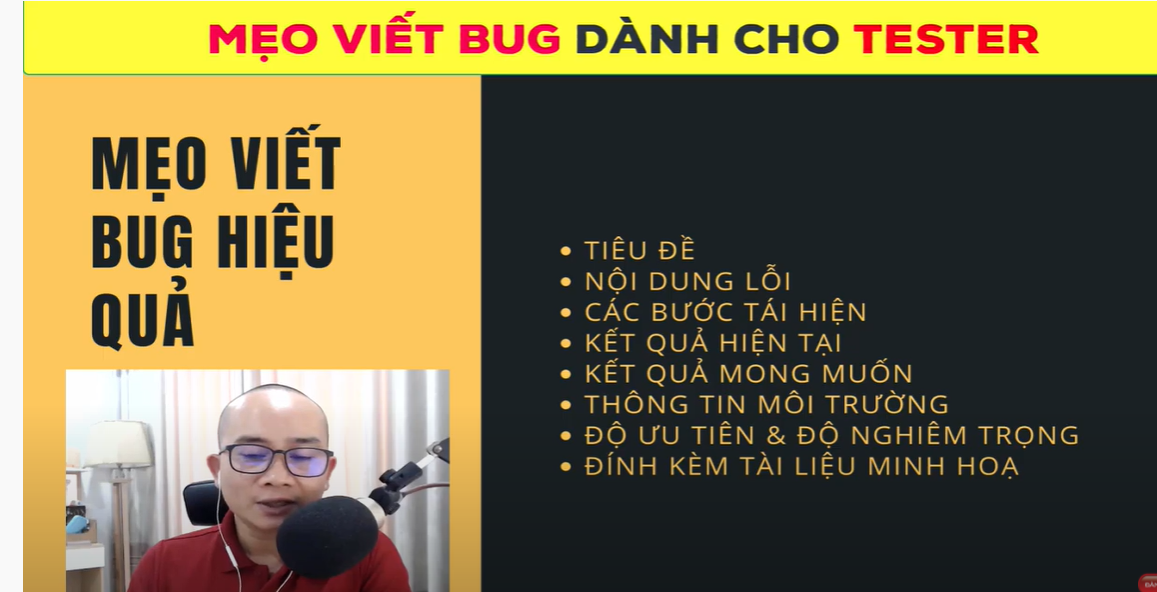 MẸO VIẾT BUG DÀNH CHO TESTER
MẸO VIẾT
BUG HIỆU
QUẢ
• TIÊU ĐỀ
• NỘI DUNG LỖI
• CÁC BƯỚC TÁI HIỆN
• KẾT QUẢ HIỆN TẠI
• KẾT QUẢ MONG MUỐN
• THÔNG TIN MÔI TRƯỜNG
• ĐỘ ƯU TIÊN & ĐỘ NGHIÊM TRỌNG
• ĐÍNH KÈM TÀI LIỆU MINH HOẠ